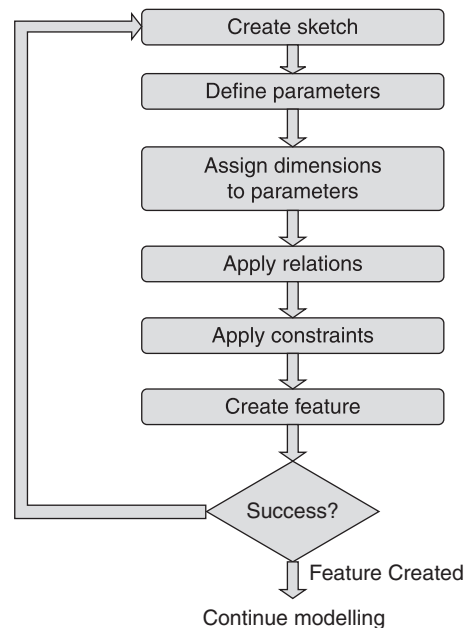 Create sketch
Define parameters
Assign dimensions
to parameters
Apply relations
Apply constraints
Create feature
Success?
Feature Created
Continue modelling